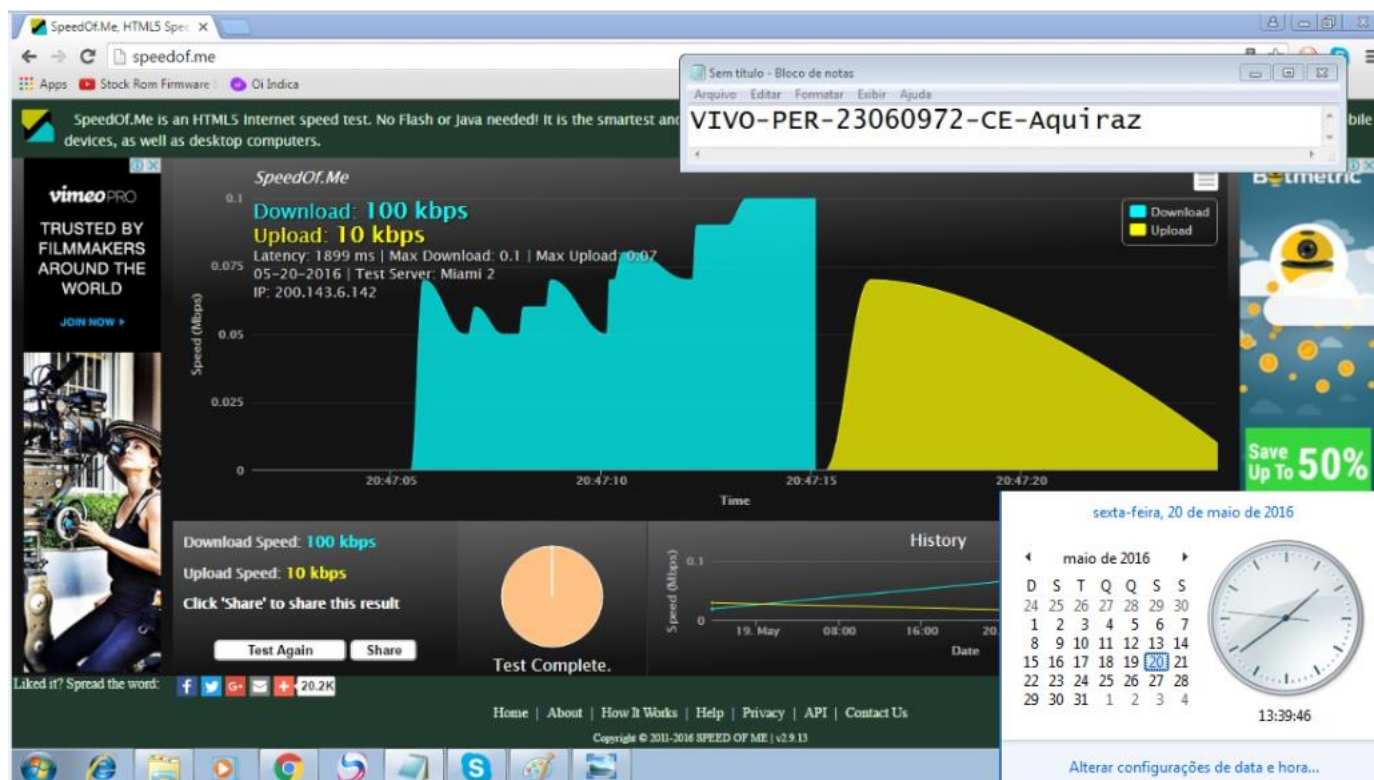 SpeedOf.Me, HTML5 Spe
speedof.me
Apps
Stock Rom Firmware
Oi Indica
Sem título - Bloco de notas
Arquivo Editar Formatar Exibir Ajuda
VIVO-PER-23060972-CE-Aquiraz
SpeedOf.Me is an HTML5 Internet speed test. No Flash or Java needed! It is the smartest and
devices, as well as desktop computers.
vimeo PRO
TRUSTED BY
FILMMAKERS
AROUND THE
WORLD
JOIN NOW
SpeedOf.Me
Download: 100 kbps
Upload: 10 kbps
Latency: 1899 ms | Max Download: 0.1 | Max Upload: 0.07
05-20-2016 | Test Server: Miami 2
IP: 200.143.6.142
Download
Upload
Speed (Mbps)
0.1
0.075
0.05
0.025
0
20:47:05 20:47:10 20:47:15 20:47:20
Time
Save
Up To 50%
Download Speed: 100 kbps
Upload Speed: 10 kbps
Click 'Share' to share this result
Test Again
Share
Test Complete.
History
Speed (Mbps)
0.1
0
19. May 08:00 16:00 20.
Date
Liked it? Spread the word:
20.2K
Home | About | How It Works | Help | Privacy | API | Contact Us
Copyright © 2011-2016 SPEED OF ME | v2.9.13
sexta-feira, 20 de maio de 2016
maio de 2016
D S T Q Q S S
24 25 26 27 28 29 30
1 2 3 4 5 6 7
8 9 10 11 12 13 14
15 16 17 18 19 20 21
22 23 24 25 26 27 28
29 30 31 1 2 3 4
13:39:46
Alterar configurações de data e hora...